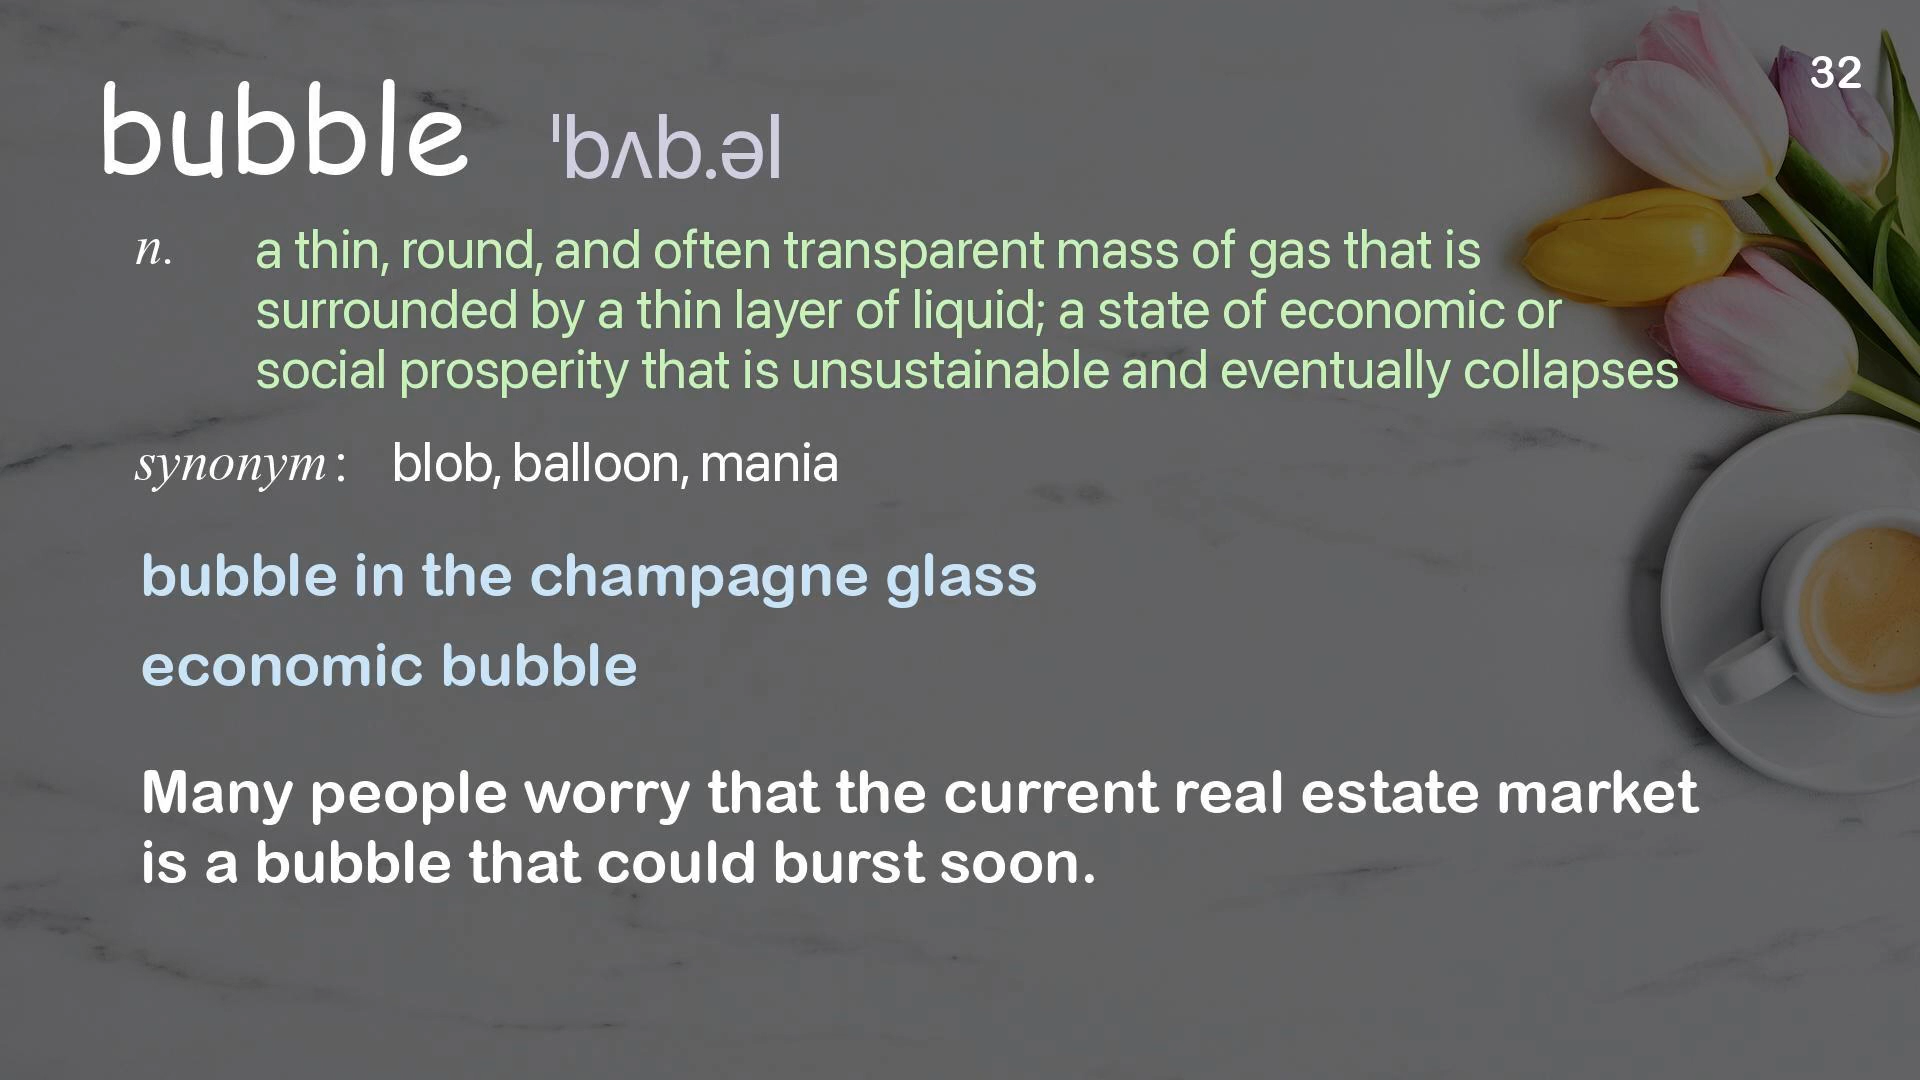 32
bubble ˈbʌb.əl
n. a thin, round, and often transparent mass of gas that is
surrounded by a thin layer of liquid; a state of economic or
social prosperity that is unsustainable and eventually collapses
synonym: blob, balloon, mania
bubble in the champagne glass
economic bubble
Many people worry that the current real estate market
is a bubble that could burst soon.